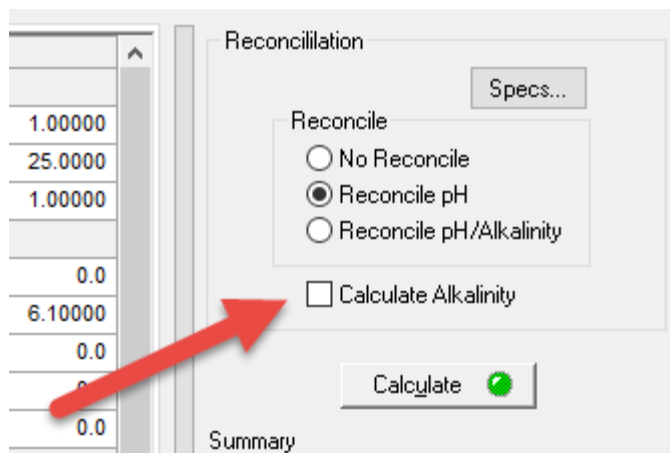 Reconcililation
Specs...
1.00000
25.0000
1.00000
0.0
6.10000
0.0
0.0
Reconcile
No Reconcile
Reconcile pH
Reconcile pH/Alkalinity
Calculate Alkalinity
Calculate
Summary